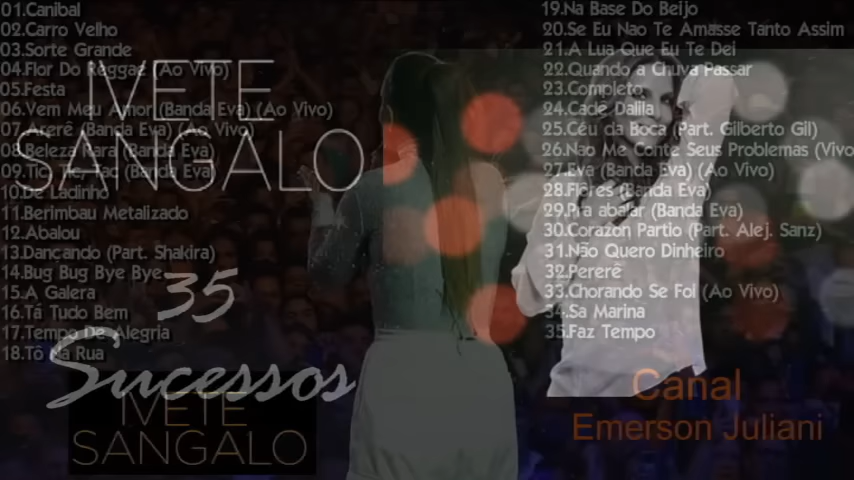 01.Canibal
02.Carro Velho
03.Sorte Grande
04.Flor Do Reggae (Ao Vivo)
05.Festa
06.Vem Meu Amor (Banda Eva) (Ao Vivo)
07.Pererê (Banda Eva) (Ao Vivo)
08.Beleza Rara (Banda Eva)
09.Tic Tic Tac (Banda Eva)
10.De Ladinho
11.Berimbau Metalizado
12.Abalou
13.Dancando (Part. Shakira)
14.Bug Bug Bye Bye
15.A Galera
16.Tá Tudo Bem
17.Tempo De Alegria
18.Tô Na Rua
IVETE
SANGALO
35
Sucessos
IVETE
SANGALO
19.Na Base Do Beijo
20.Se Eu Nao Te Amasse Tanto Assim
21.A Lua Que Eu Te Dei
22.Quando a Chuva Passar
23.Completo
24.Cadê Dalila
25.Céu da Boca (Part. Gilberto Gil)
26.Nao Me Conte Seus Problemas (Vivo
27.Eva (Banda Eva) (Ao Vivo)
28.Flores (Banda Eva)
29.Pra abalar (Banda Eva)
30.Corazon Partio (Part. Alej. Sanz)
31.Não Quero Dinheiro
32.Pererê
33.Chorando Se Foi (Ao Vivo)
34.Sa Marina
35.Faz Tempo
Canal
Emerson Juliani